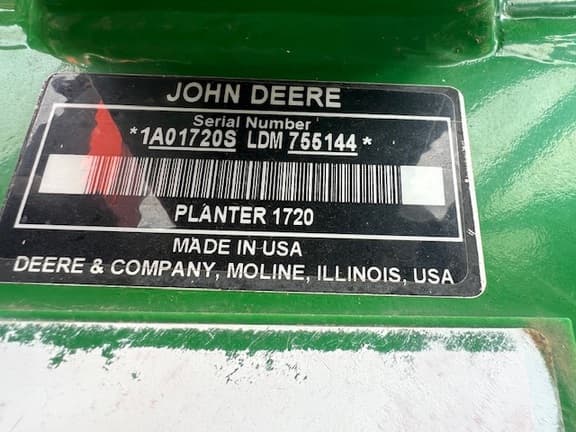 JOHN DEERE
Serial Number
*1A01720S LDM 755144*
PLANTER 1720
MADE IN USA
DEERE & COMPANY, MOLINE, ILLINOIS, USA